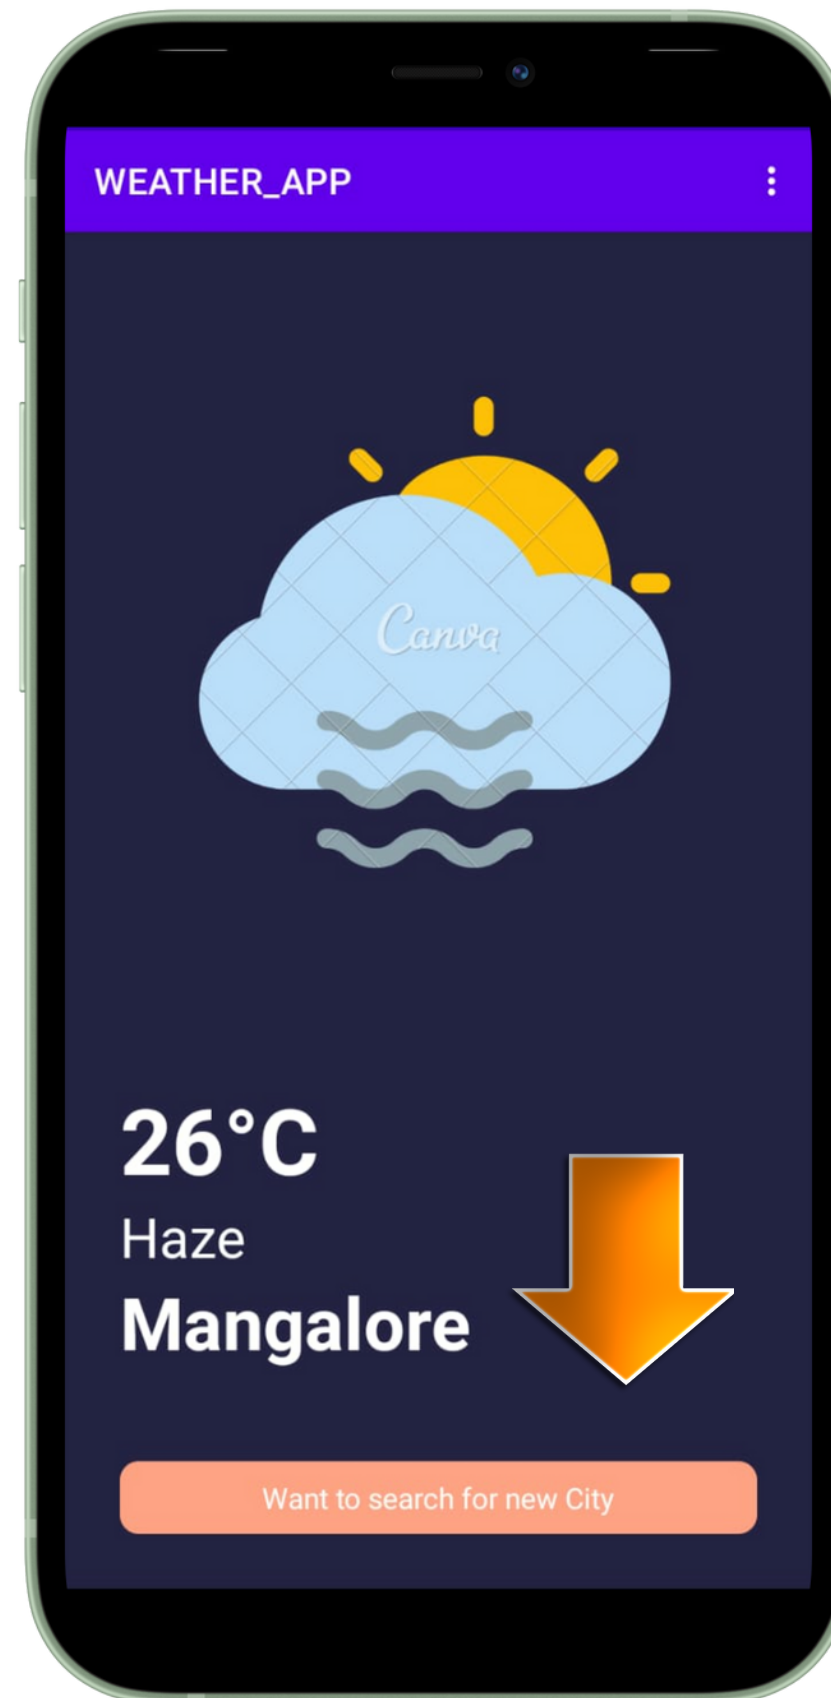 WEATHER_APP
Canva
26°C
Haze
Mangalore
Want to search for new City